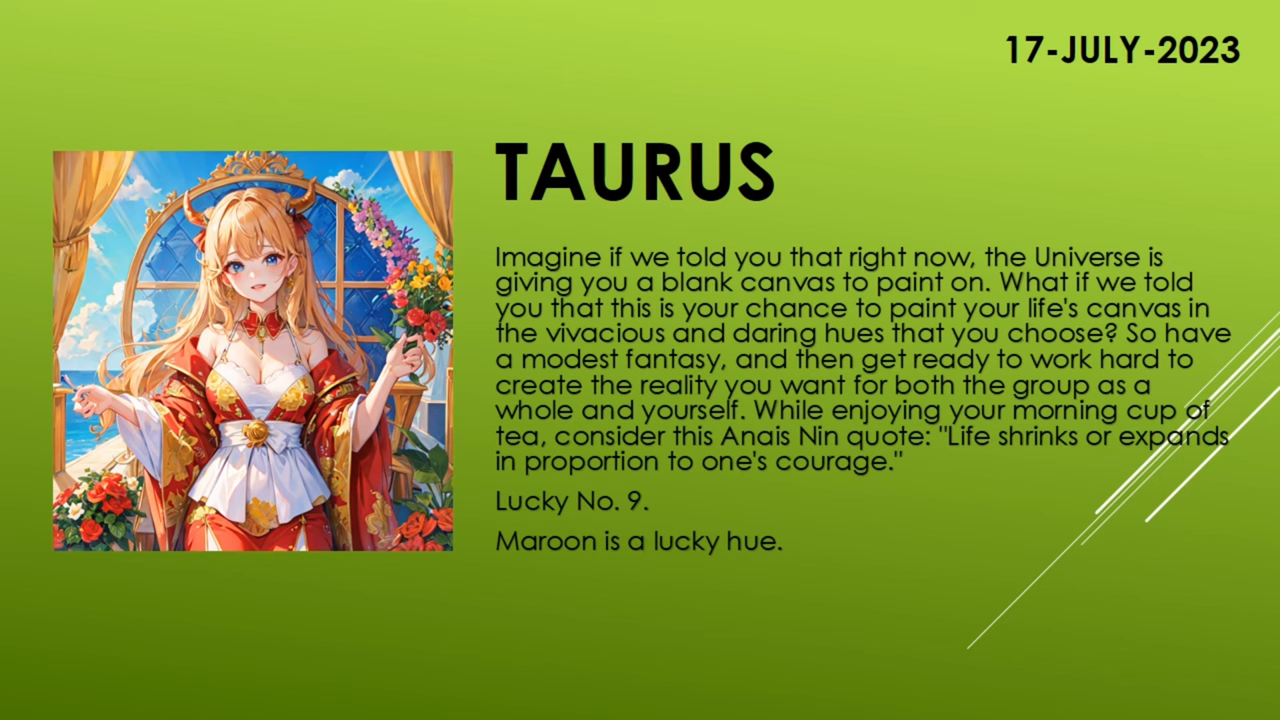 17-JULY-2023
TAURUS
Imagine if we told you that right now, the Universe is
giving you a blank canvas to paint on. What if we told
you that this is your chance to paint your life's canvas in
the vivacious and daring hues that you choose? So have
a modest fantasy, and then get ready to work hard to
create the reality you want for both the group as a
whole and yourself. While enjoying your morning cup of
tea, consider this Anais Nin quote: "Life shrinks or expands
in proportion to one's courage."
Lucky No. 9.
Maroon is a lucky hue.